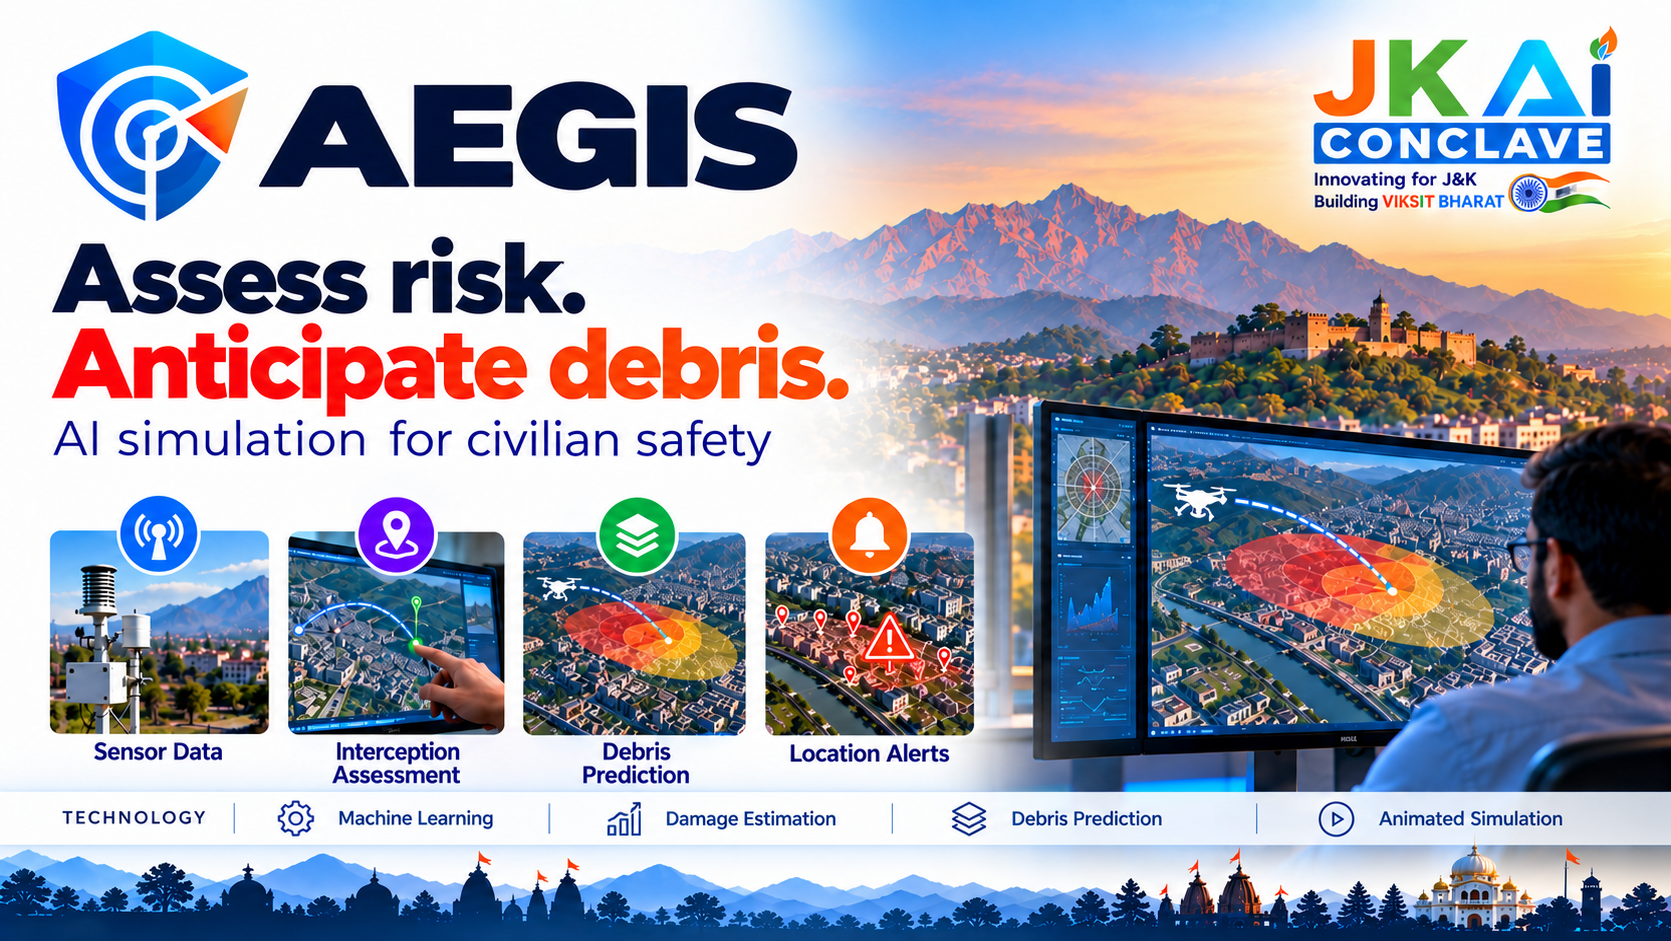 AEGIS
Assess risk.
Anticipate debris.
AI simulation for civilian safety
JK Ai
CONCLAVE
Innovating for J&K
Building VIKSIT BHARAT
Sensor Data
Interception
Assessment
Debris
Prediction
Location Alerts
TECHNOLOGY
Machine Learning
Damage Estimation
Debris Prediction
Animated Simulation